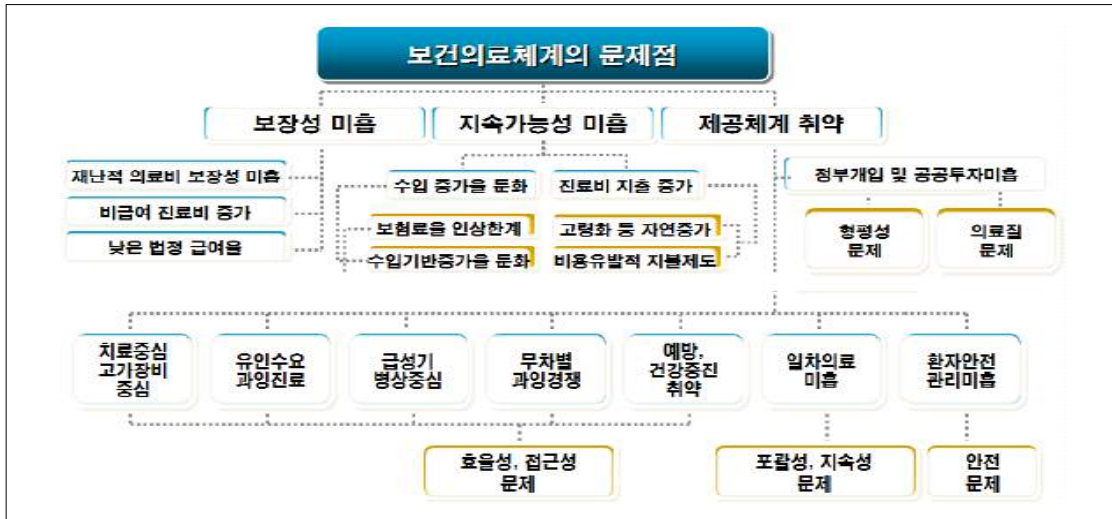 보건의료체계의 문제점
보장성 미흡
지속가능성 미흡
제공체계 취약
재난적 의료비 보장성 미흡
비급여 진료비 증가
낮은 법정 급여율
수입 증가율 둔화
진료비 지출 증가
보험료율 인상한계
고령화 등 자연증가
수입기반증가율 둔화
비용유발적 지불제도
정부개입 및 공공투자미흡
형평성
문제
의료질
문제
치료중심
고가장비
중심
유인수요
과잉진료
급성기
병상중심
무차별
과잉경쟁
예방,
건강증진
취약
일차의료
미흡
환자안전
관리미흡
효율성, 접근성
문제
포괄성, 지속성
문제
안전
문제